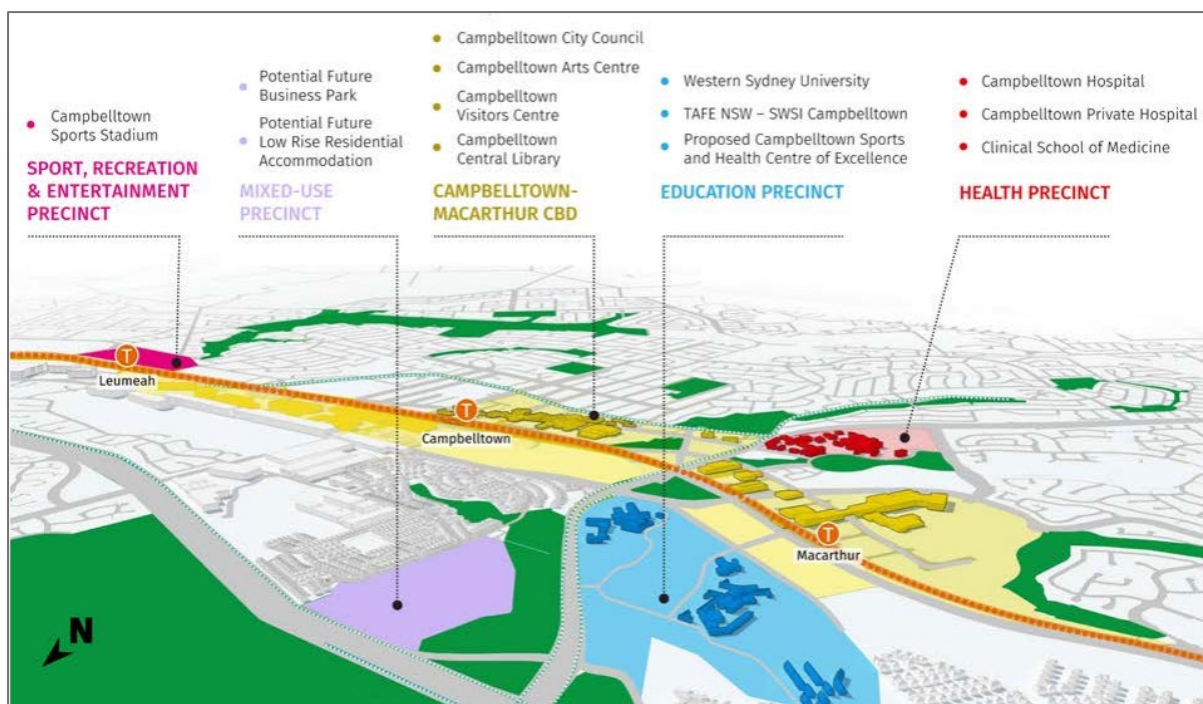 Campbelltown
Sports Stadium
SPORT, RECREATION
& ENTERTAINMENT
PRECINCT
Potential Future
Business Park
Potential Future
Low Rise Residential
Accommodation
MIXED-USE
PRECINCT
Campbelltown City Council
Campbelltown Arts Centre
Campbelltown
Visitors Centre
Campbelltown
Central Library
CAMPBELLTOWN-
MACARTHUR CBD
Western Sydney University
TAFE NSW – SWSI Campbelltown
Proposed Campbelltown Sports
and Health Centre of Excellence
EDUCATION PRECINCT
Campbelltown Hospital
Campbelltown Private Hospital
Clinical School of Medicine
HEALTH PRECINCT
T
Leumeah
T
Campbelltown
T
Macarthur
N